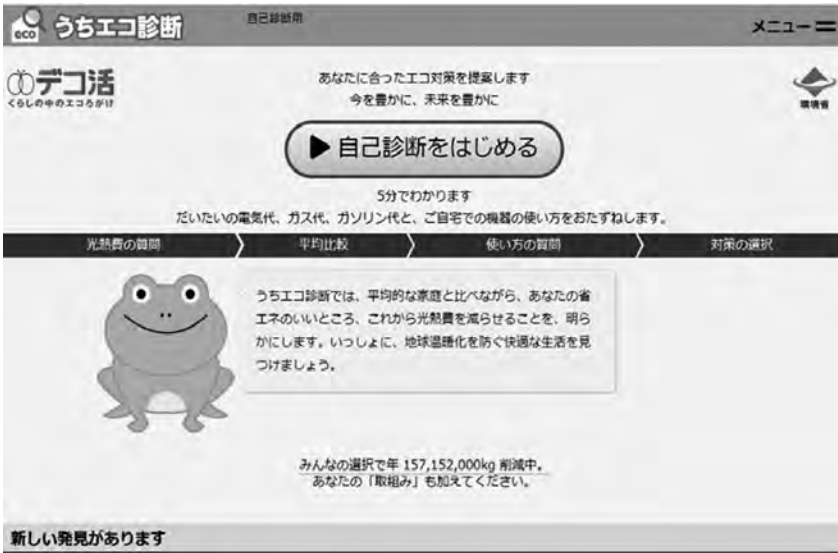 eco うちエコ診断 自己診断用 メニュー
デコ活
くらしの中のエコろがけ
環境省
あなたに合ったエコ対策を提案します
今を豊かに、未来を豊かに
▶自己診断をはじめる
5分でわかります
だいたいの電気代、ガス代、ガソリン代と、ご自宅での機器の使い方をおたずねします。
光熱費の質問 〉 平均比較 〉 使い方の質問 〉 対策の選択
うちエコ診断では、平均的な家庭と比べながら、あなたの省
エネのいいところ、これから光熱費を減らせることを、明ら
かにします。いっしょに、地球温暖化を防ぐ快適な生活を見
つけましょう。
みんなの選択で年 157,152,000kg 削減中。
あなたの「取組み」も加えてください。
新しい発見があります